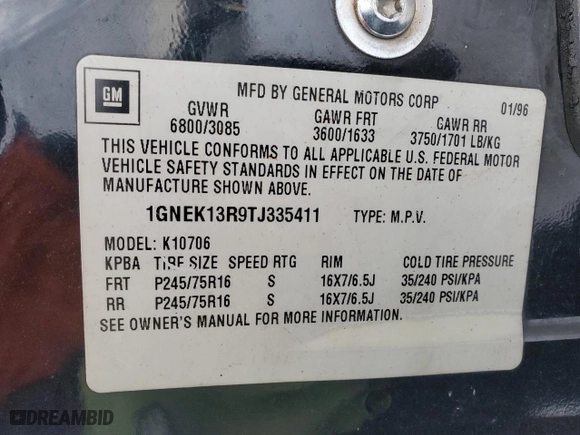 GM
MFD BY GENERAL MOTORS CORP 01/96
GVWR GAWR FRT GAWR RR
6800/3085 3600/1633 3750/1701 LB/KG
THIS VEHICLE CONFORMS TO ALL APPLICABLE U.S. FEDERAL MOTOR
VEHICLE SAFETY STANDARDS IN EFFECT ON THE DATE OF
MANUFACTURE SHOWN ABOVE.
1GNEK13R9TJ335411 TYPE: M.P.V.
MODEL: K10706
KPBA TIRE SIZE SPEED RTG RIM COLD TIRE PRESSURE
FRT P245/75R16 S 16X7/6.5J 35/240 PSI/KPA
RR P245/75R16 S 16X7/6.5J 35/240 PSI/KPA
SEE OWNER'S MANUAL FOR MORE INFORMATION.
DREAMBID